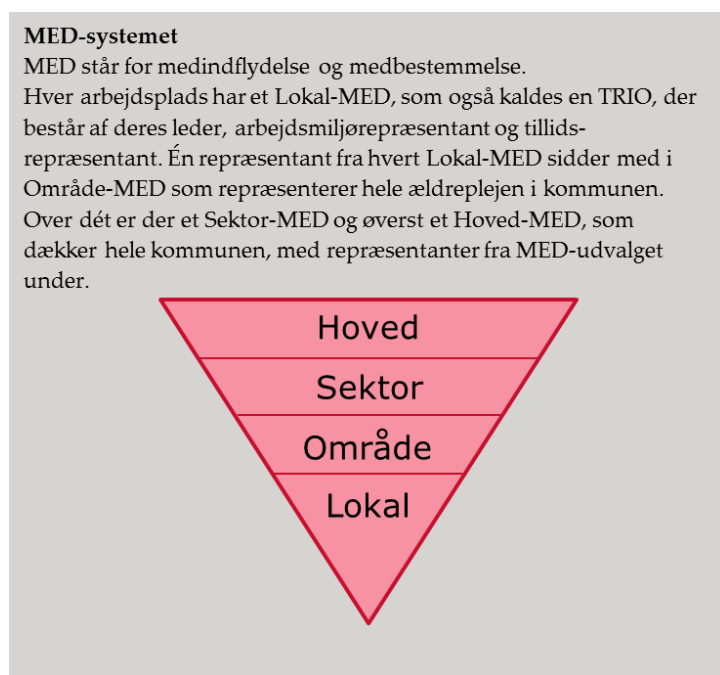 MED-systemet
MED står for medindflydelse og medbestemmelse.
Hver arbejdsplads har et Lokal-MED, som også kaldes en TRIO, der
består af deres leder, arbejdsmiljørepræsentant og tillids-
repræsentant. Én repræsentant fra hvert Lokal-MED sidder med i
Område-MED som repræsenterer hele ældreplejen i kommunen.
Over dét er der et Sektor-MED og øverst et Hoved-MED, som
dækker hele kommunen, med repræsentanter fra MED-udvalget
under.
Hoved
Sektor
Område
Lokal